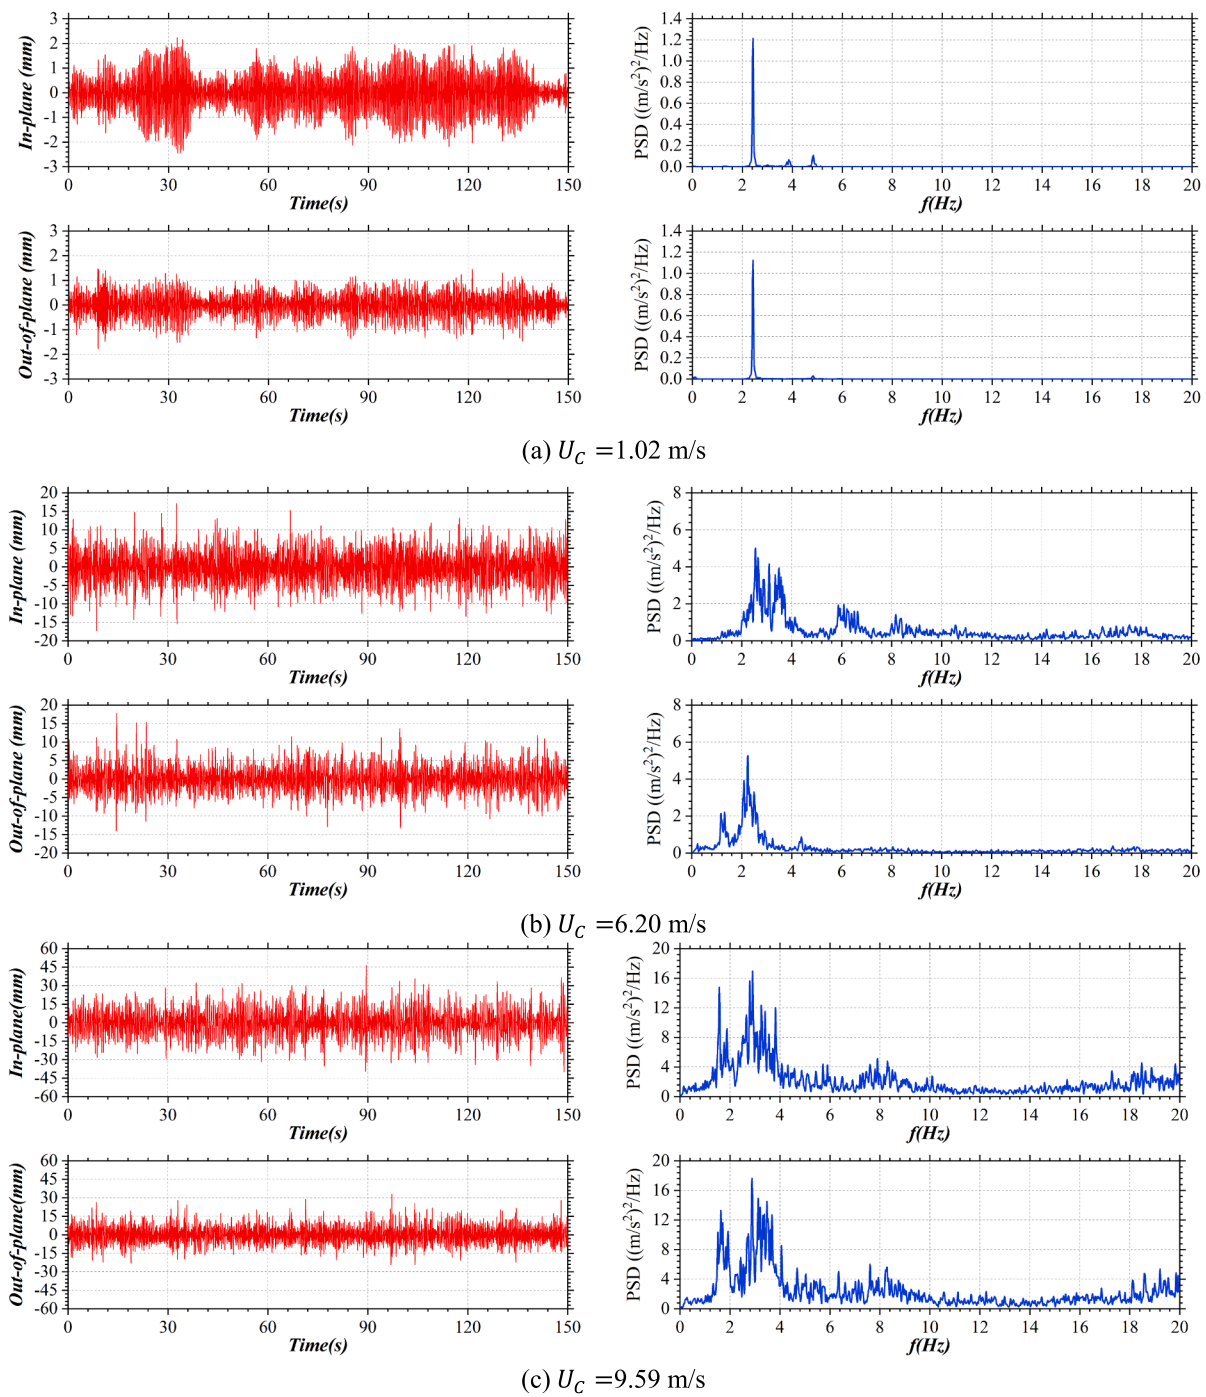 In-plane (mm)
3
2
1
0
-1
-2
-3
0 30 60 90 120 150
Time(s)
PSD ((m/s²)²/Hz)
1.4
1.2
1.0
0.8
0.6
0.4
0.2
0.0
0 2 4 6 8 10 12 14 16 18 20
f(Hz)
Out-of-plane (mm)
3
2
1
0
-1
-2
-3
0 30 60 90 120 150
Time(s)
PSD ((m/s²)²/Hz)
1.4
1.2
1.0
0.8
0.6
0.4
0.2
0.0
0 2 4 6 8 10 12 14 16 18 20
f(Hz)
(a) U_C =1.02 m/s
In-plane (mm)
20
15
10
5
0
-5
-10
-15
-20
0 30 60 90 120 150
Time(s)
PSD ((m/s²)²/Hz)
8
6
4
2
0
0 2 4 6 8 10 12 14 16 18 20
f(Hz)
Out-of-plane (mm)
20
15
10
5
0
-5
-10
-15
-20
0 30 60 90 120 150
Time(s)
PSD ((m/s²)²/Hz)
8
6
4
2
0
0 2 4 6 8 10 12 14 16 18 20
f(Hz)
(b) U_C =6.20 m/s
In-plane(mm)
60
45
30
15
0
-15
-30
-45
-60
0 30 60 90 120 150
Time(s)
PSD ((m/s²)²/Hz)
20
16
12
8
4
0
0 2 4 6 8 10 12 14 16 18 20
f(Hz)
Out-of-plane(mm)
60
45
30
15
0
-15
-30
-45
-60
0 30 60 90 120 150
Time(s)
PSD ((m/s²)²/Hz)
20
16
12
8
4
0
0 2 4 6 8 10 12 14 16 18 20
f(Hz)
(c) U_C =9.59 m/s